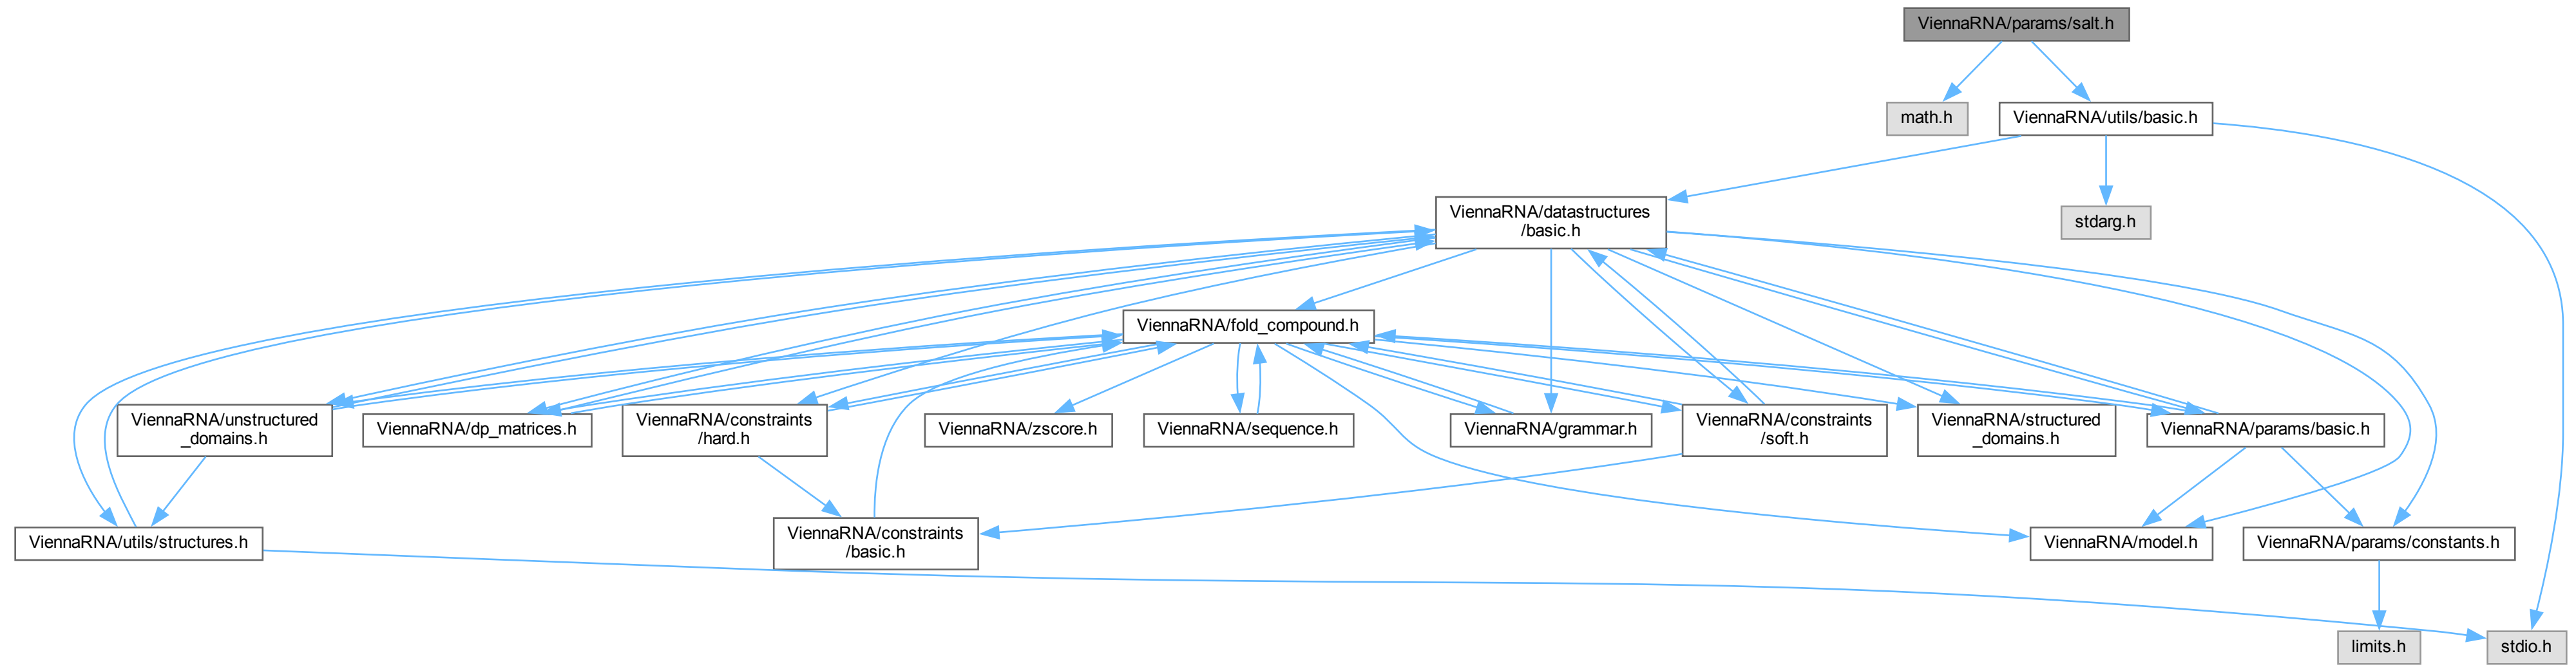 ViennaRNA/params/salt.h
math.h
ViennaRNA/utils/basic.h
ViennaRNA/datastructures
/basic.h
stdarg.h
ViennaRNA/fold_compound.h
ViennaRNA/unstructured
_domains.h
ViennaRNA/dp_matrices.h
ViennaRNA/constraints
/hard.h
ViennaRNA/zscore.h
ViennaRNA/sequence.h
ViennaRNA/grammar.h
ViennaRNA/constraints
/soft.h
ViennaRNA/structured
_domains.h
ViennaRNA/params/basic.h
ViennaRNA/utils/structures.h
ViennaRNA/constraints
/basic.h
ViennaRNA/model.h
ViennaRNA/params/constants.h
limits.h
stdio.h